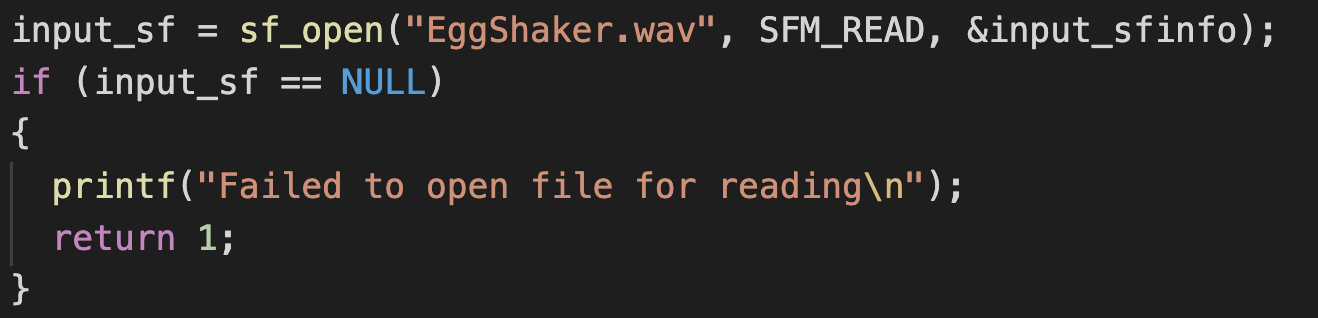 input_sf = sf_open("EggShaker.wav", SFM_READ, &input_sfinfo);
if (input_sf == NULL)
{
  printf("Failed to open file for reading\n");
  return 1;
}